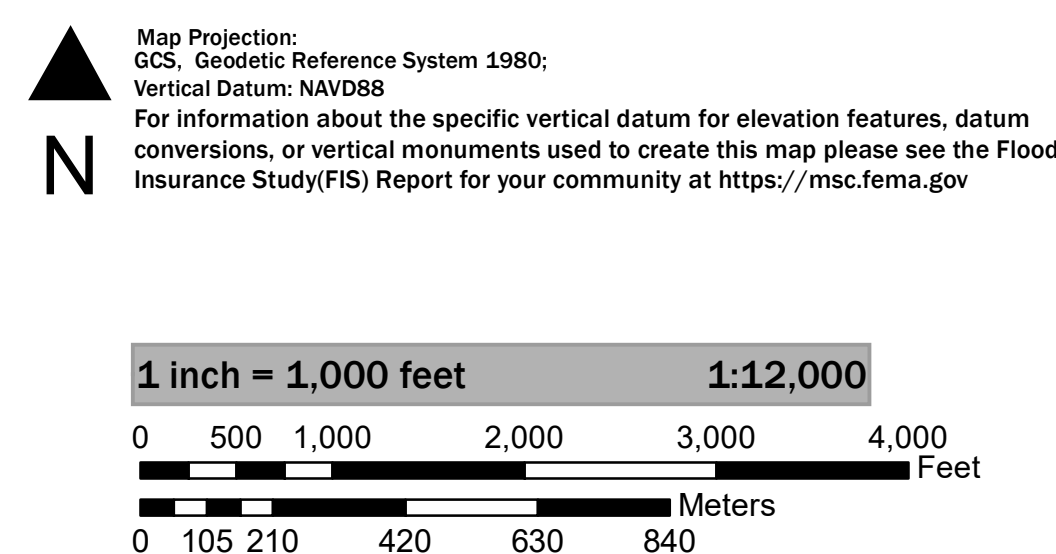 Map Projection:
GCS, Geodetic Reference System 1980;
Vertical Datum: NAVD88
For information about the specific vertical datum for elevation features, datum
conversions, or vertical monuments used to create this map please see the Flood
Insurance Study(FIS) Report for your community at https://msc.fema.gov
N
1 inch = 1,000 feet 1:12,000
0 500 1,000 2,000 3,000 4,000
Feet
Meters
0 105 210 420 630 840